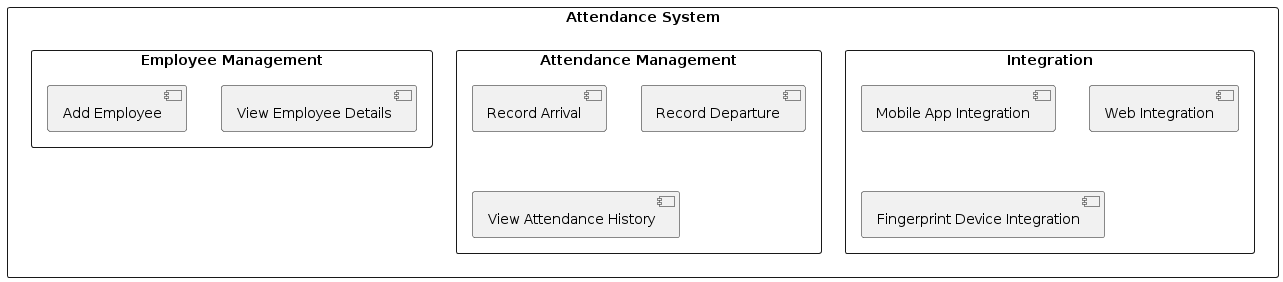 Attendance System
Employee Management
Add Employee
View Employee Details
Attendance Management
Record Arrival
Record Departure
View Attendance History
Integration
Mobile App Integration
Web Integration
Fingerprint Device Integration